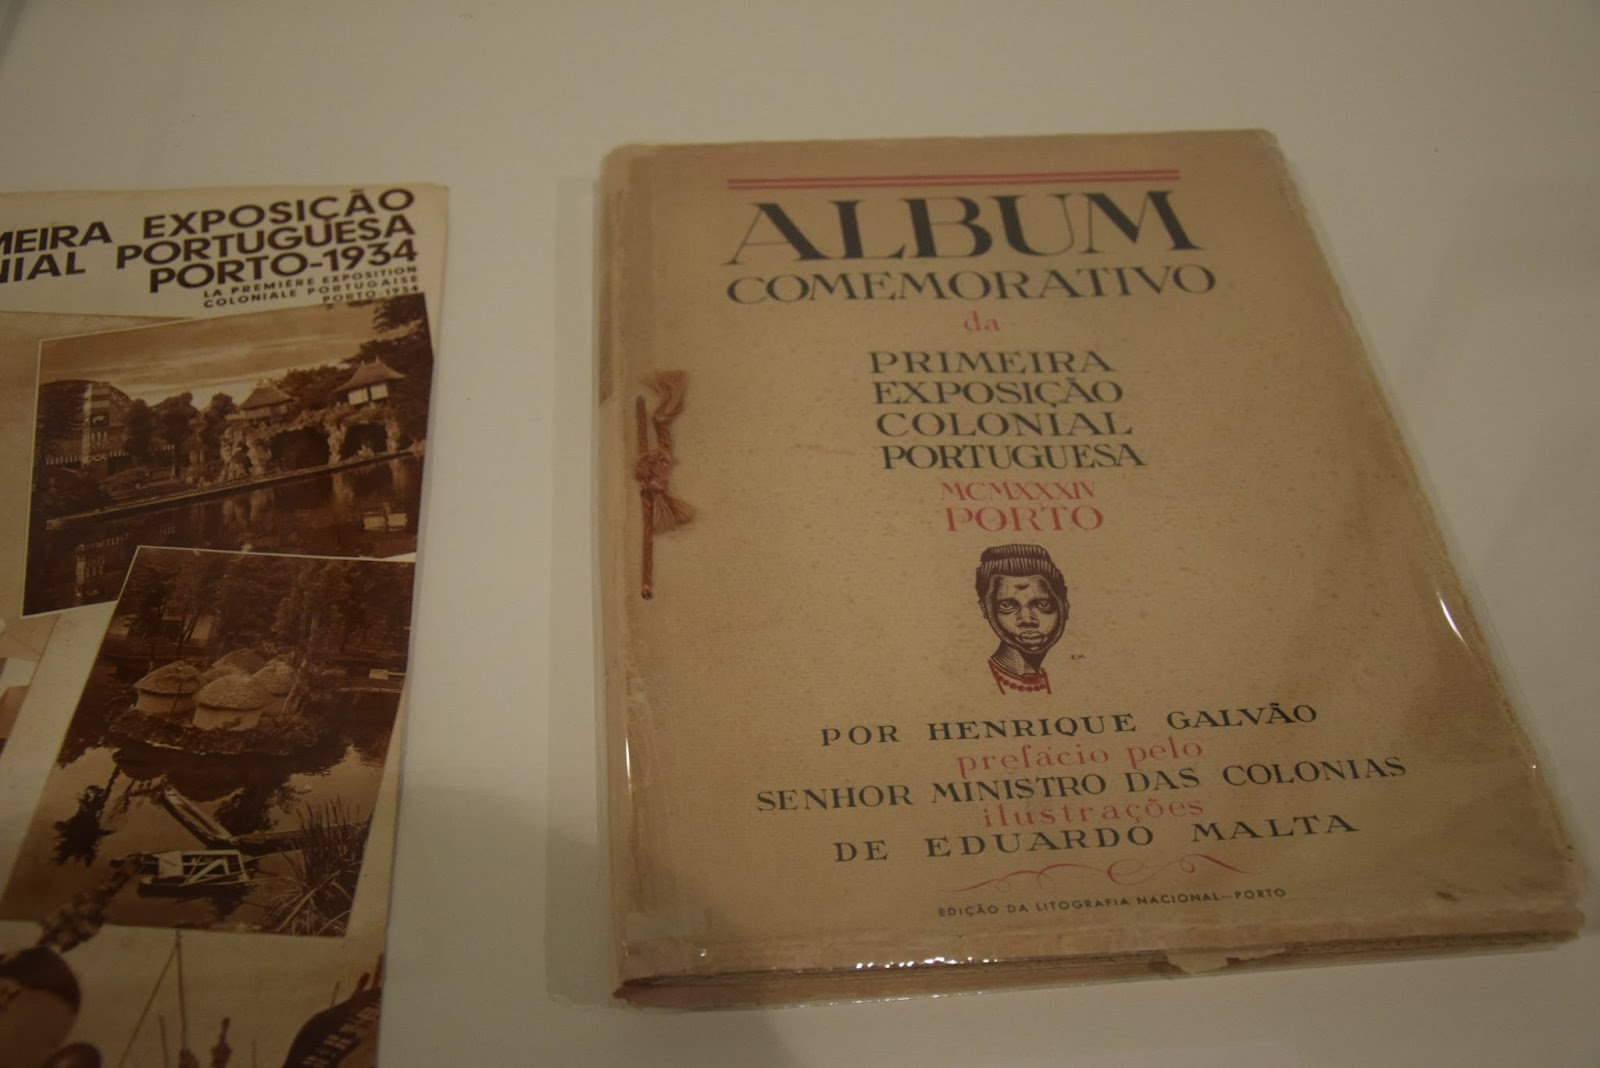 MEIRA EXPOSIÇÃO
NIAL PORTUGUESA
PORTO-1934
LA PREMIÈRE EXPOSITION
COLONIALE PORTUGAISE
PORTO-1934
ALBUM
COMEMORATIVO
da
PRIMEIRA
EXPOSIÇÃO
COLONIAL
PORTUGUESA
MCMXXXIV
PORTO
E.M.
POR HENRIQUE GALVÃO
prefácio pelo
SENHOR MINISTRO DAS COLONIAS
ilustrações
DE EDUARDO MALTA
EDIÇÃO DA LITOGRAFIA NACIONAL—PORTO